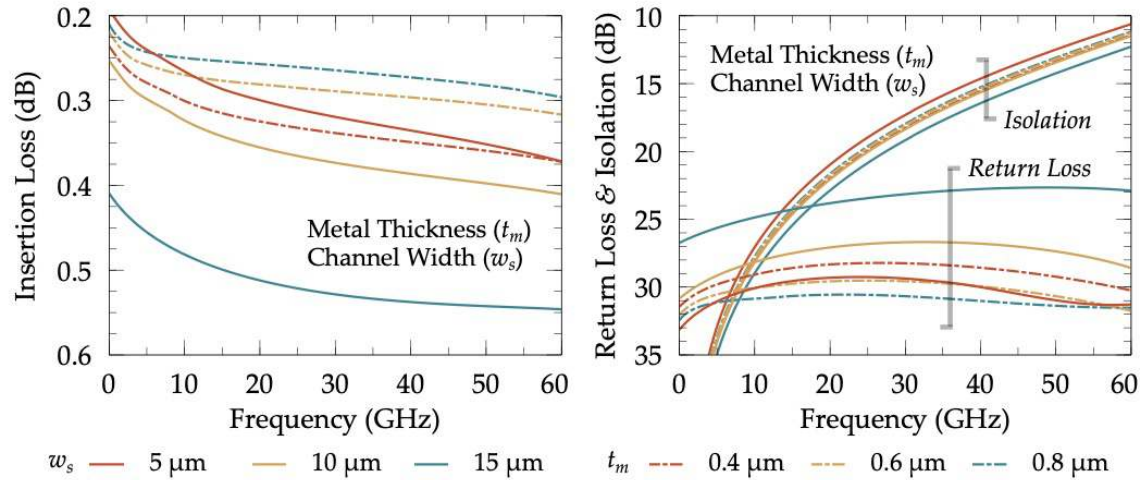 Insertion Loss (dB)
0.2
0.3
0.4
0.5
0.6
Metal Thickness (tₘ)
Channel Width (wₛ)
0 10 20 30 40 50 60
Frequency (GHz)
Return Loss & Isolation (dB)
10
15
20
25
30
35
Metal Thickness (tₘ)
Channel Width (wₛ)
Isolation
Return Loss
0 10 20 30 40 50 60
Frequency (GHz)
wₛ 5 µm 10 µm 15 µm
tₘ 0.4 µm 0.6 µm 0.8 µm